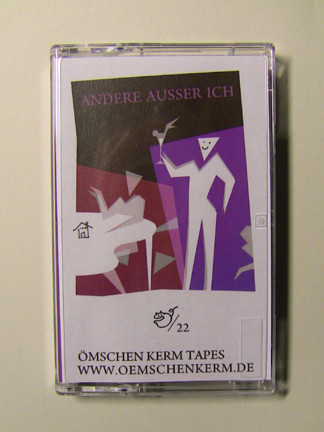 ANDERE AUSSER ICH
/22
ÖMSCHEN KERM TAPES
WWW.OEMSCHENKERM.DE